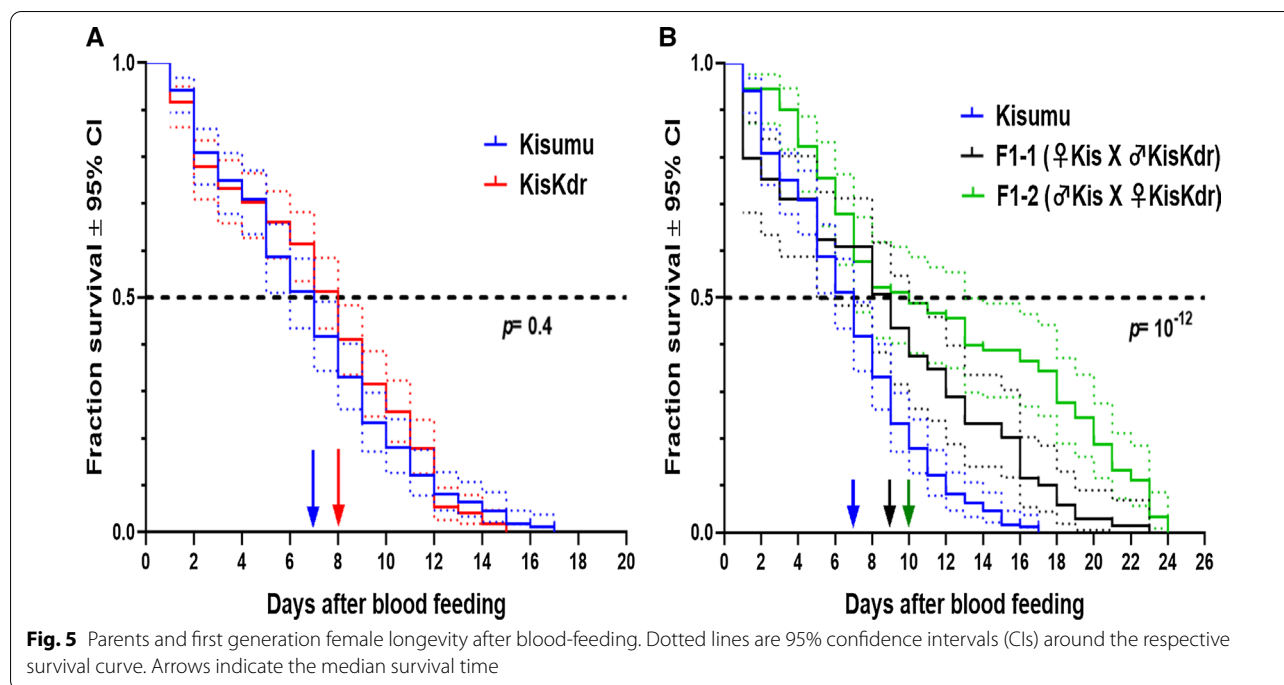 A
1.0
0.5
0.0
Fraction survival ± 95% CI
Kisumu
KisKdr
p= 0.4
0 2 4 6 8 10 12 14 16 18 20
Days after blood feeding
B
1.0
0.5
0.0
Fraction survival ± 95% CI
Kisumu
F1-1 (♀Kis X ♂KisKdr)
F1-2 (♂Kis X ♀KisKdr)
p= 10⁻¹²
0 2 4 6 8 10 12 14 16 18 20 22 24 26
Days after blood feeding
Fig. 5 Parents and first generation female longevity after blood-feeding. Dotted lines are 95% confidence intervals (CIs) around the respective
survival curve. Arrows indicate the median survival time